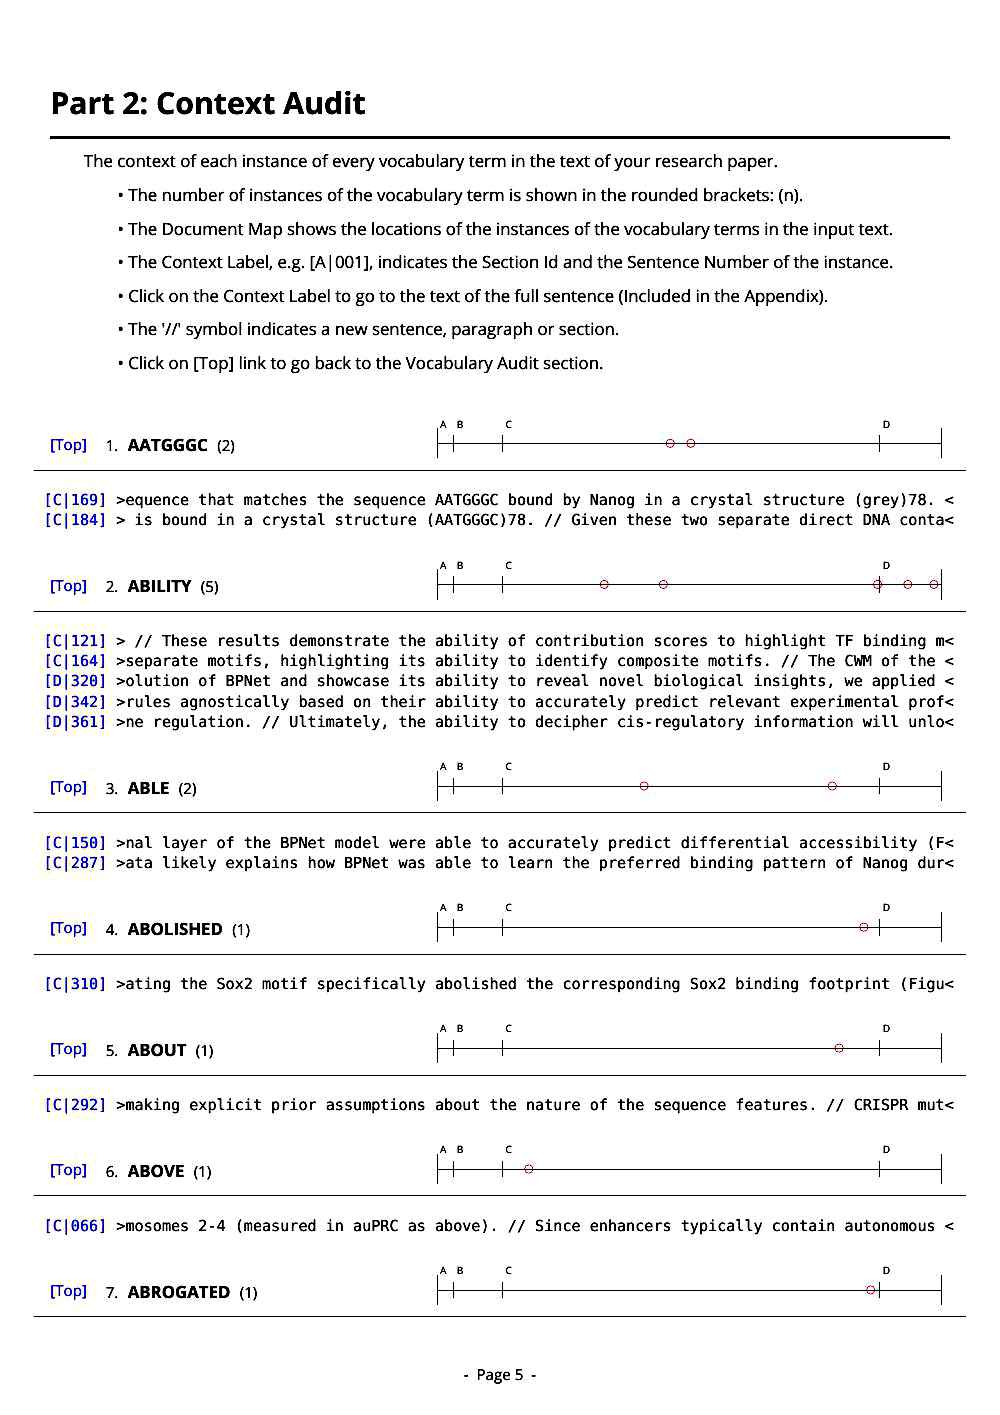 Part 2: Context Audit
The context of each instance of every vocabulary term in the text of your research paper.
• The number of instances of the vocabulary term is shown in the rounded brackets: (n).
• The Document Map shows the locations of the instances of the vocabulary terms in the input text.
• The Context Label, e.g. [A|001], indicates the Section Id and the Sentence Number of the instance.
• Click on the Context Label to go to the text of the full sentence (Included in the Appendix).
• The '//' symbol indicates a new sentence, paragraph or section.
• Click on [Top] link to go back to the Vocabulary Audit section.
A B C D
[Top] 1. AATGGGC (2)
[C|169] >equence that matches the sequence AATGGGC bound by Nanog in a crystal structure (grey)78. <
[C|184] > is bound in a crystal structure (AATGGGC)78. // Given these two separate direct DNA conta<
A B C D
[Top] 2. ABILITY (5)
[C|121] > // These results demonstrate the ability of contribution scores to highlight TF binding m<
[C|164] >separate motifs, highlighting its ability to identify composite motifs. // The CWM of the <
[D|320] >olution of BPNet and showcase its ability to reveal novel biological insights, we applied <
[D|342] >rules agnostically based on their ability to accurately predict relevant experimental prof<
[D|361] >ne regulation. // Ultimately, the ability to decipher cis-regulatory information will unlo<
A B C D
[Top] 3. ABLE (2)
[C|150] >nal layer of the BPNet model were able to accurately predict differential accessibility (F<
[C|287] >ata likely explains how BPNet was able to learn the preferred binding pattern of Nanog dur<
A B C D
[Top] 4. ABOLISHED (1)
[C|310] >ating the Sox2 motif specifically abolished the corresponding Sox2 binding footprint (Figu<
A B C D
[Top] 5. ABOUT (1)
[C|292] >making explicit prior assumptions about the nature of the sequence features. // CRISPR mut<
A B C D
[Top] 6. ABOVE (1)
[C|066] >mosomes 2-4 (measured in auPRC as above). // Since enhancers typically contain autonomous <
A B C D
[Top] 7. ABROGATED (1)
- Page 5 -